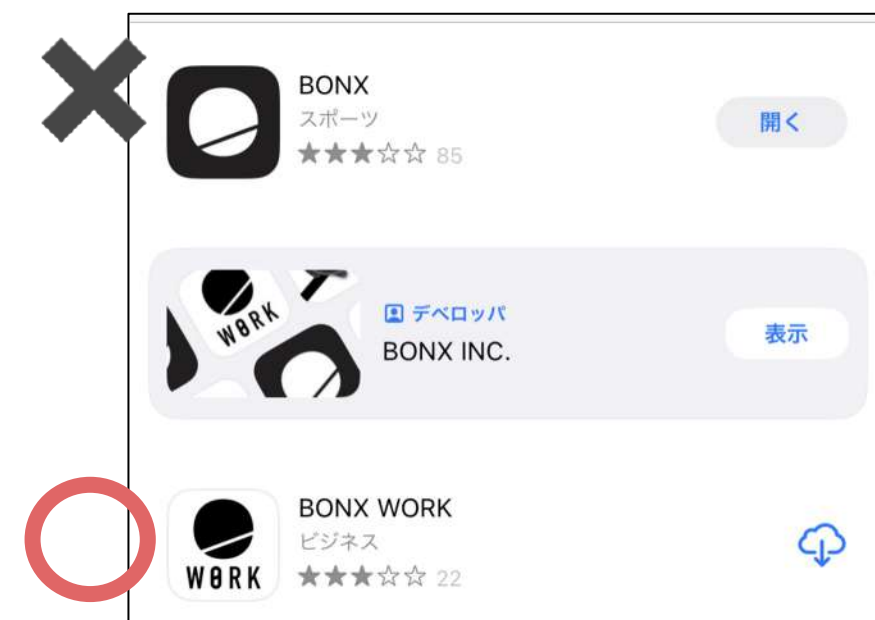 BONX
スポーツ
★★★☆☆ 85
開く
WORK
デベロッパ
BONX INC.
表示
BONX WORK
ビジネス
★★★☆☆ 22
WORK